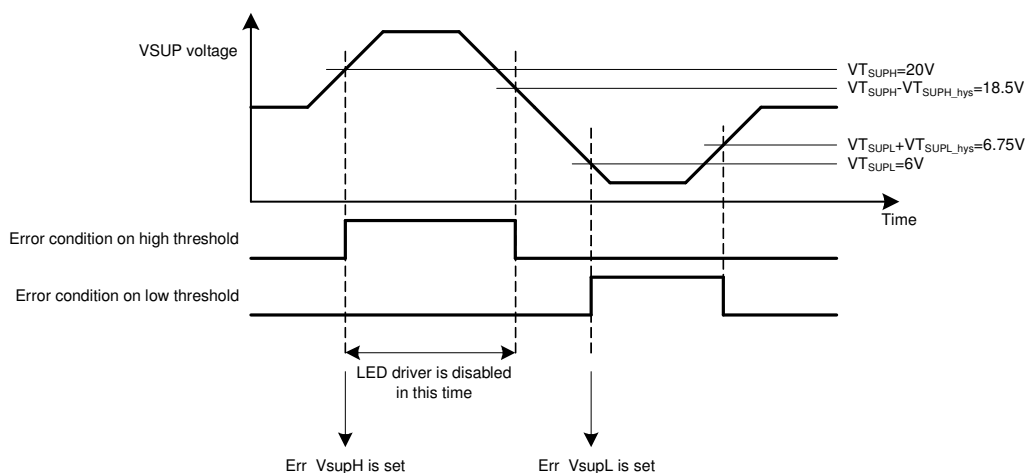 VSUP voltage
VTSUPH=20V
VTSUPH-VTSUPH_hys=18.5V
VTSUPL+VTSUPL_hys=6.75V
VTSUPL=6V
Time
Error condition on high threshold
Error condition on low threshold
LED driver is disabled
in this time
Err_VsupH is set
Err_VsupL is set